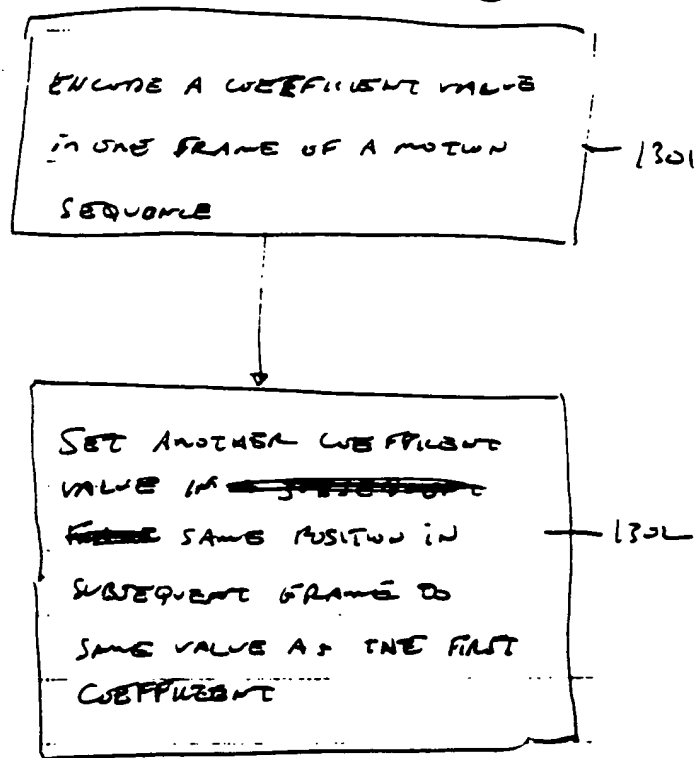 ENCODE A COEFFICIENT VALUE
in ONE FRAME OF A MOTION
1301
SEQUENCE
SET ANOTHER COEFFICIENT
VALUE IN
SAME POSITION IN
1302
SUBSEQUENT FRAME TO
SAME VALUE AS THE FIRST
COEFFICIENT